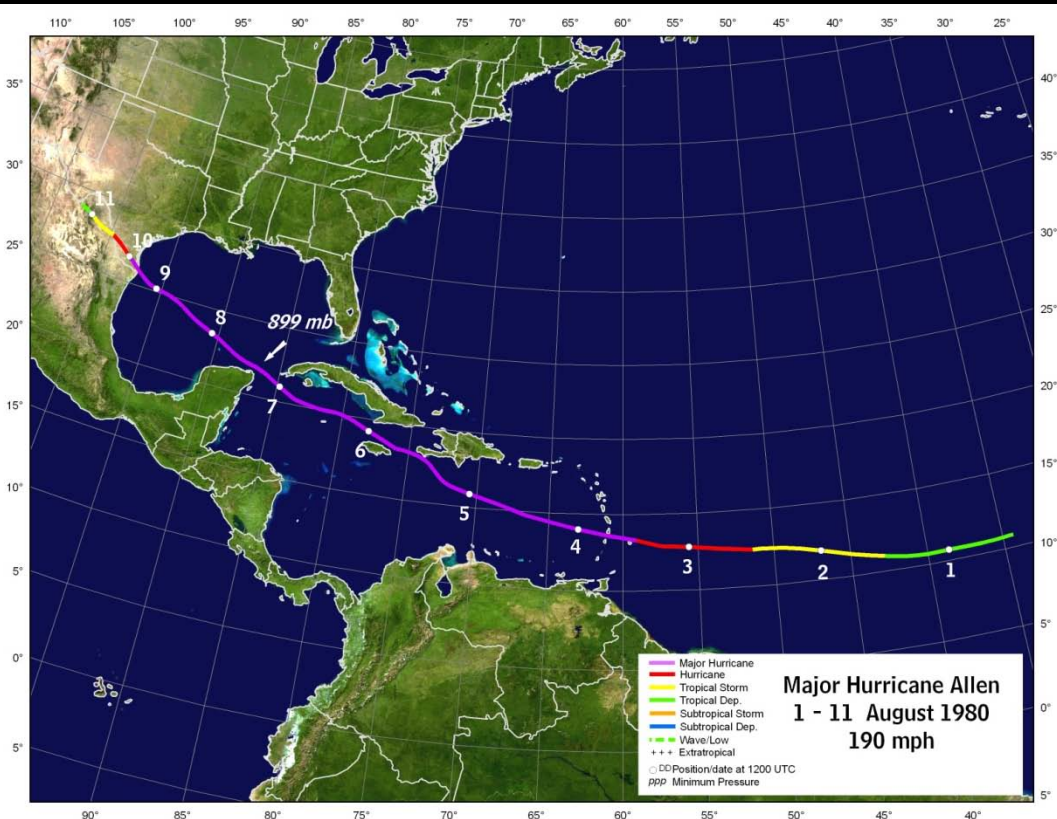 110° 105° 100° 95° 90° 85° 80° 75° 70° 65° 60° 55° 50° 45° 40° 35° 30° 25°
35°
30°
25°
20°
15°
10°
5°
0°
5°
40°
35°
30°
25°
20°
15°
10°
5°
0°
5°
11
10
9
8
899 mb
7
6
5
4
3
2
1
Major Hurricane
Hurricane
Tropical Storm
Tropical Dep.
Subtropical Storm
Subtropical Dep.
Wave/Low
+++ Extratropical
DD Position/date at 1200 UTC
ppp Minimum Pressure
Major Hurricane Allen
1 - 11 August 1980
190 mph
90° 85° 80° 75° 70° 65° 60° 55° 50° 45° 40°